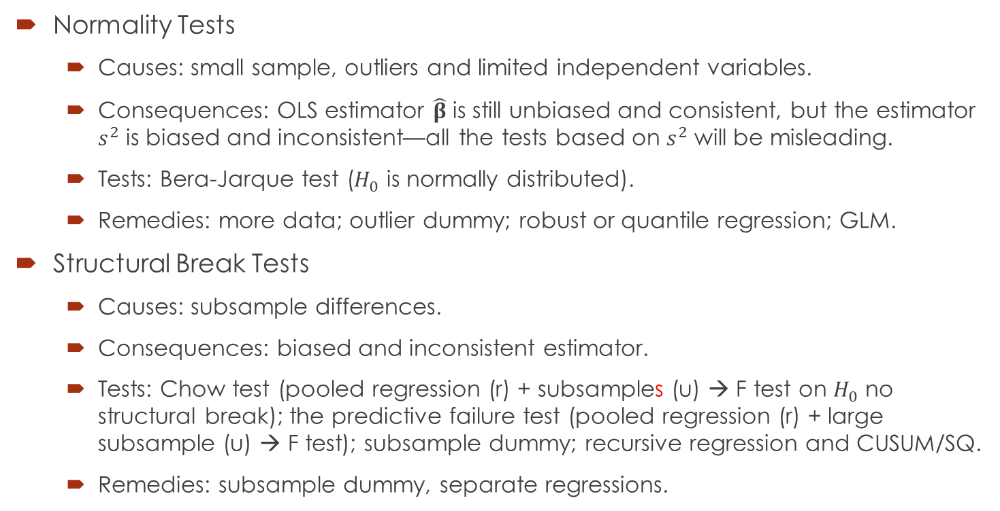 Normality Tests
Causes: small sample, outliers and limited independent variables.
Consequences: OLS estimator $\hat{\boldsymbol{\beta}}$ is still unbiased and consistent, but the estimator
$s^2$ is biased and inconsistent—all the tests based on $s^2$ will be misleading.
Tests: Bera-Jarque test ($H_0$ is normally distributed).
Remedies: more data; outlier dummy; robust or quantile regression; GLM.
Structural Break Tests
Causes: subsample differences.
Consequences: biased and inconsistent estimator.
Tests: Chow test (pooled regression (r) + subsamples (u) → F test on $H_0$ no
structural break); the predictive failure test (pooled regression (r) + large
subsample (u) → F test); subsample dummy; recursive regression and CUSUM/SQ.
Remedies: subsample dummy, separate regressions.